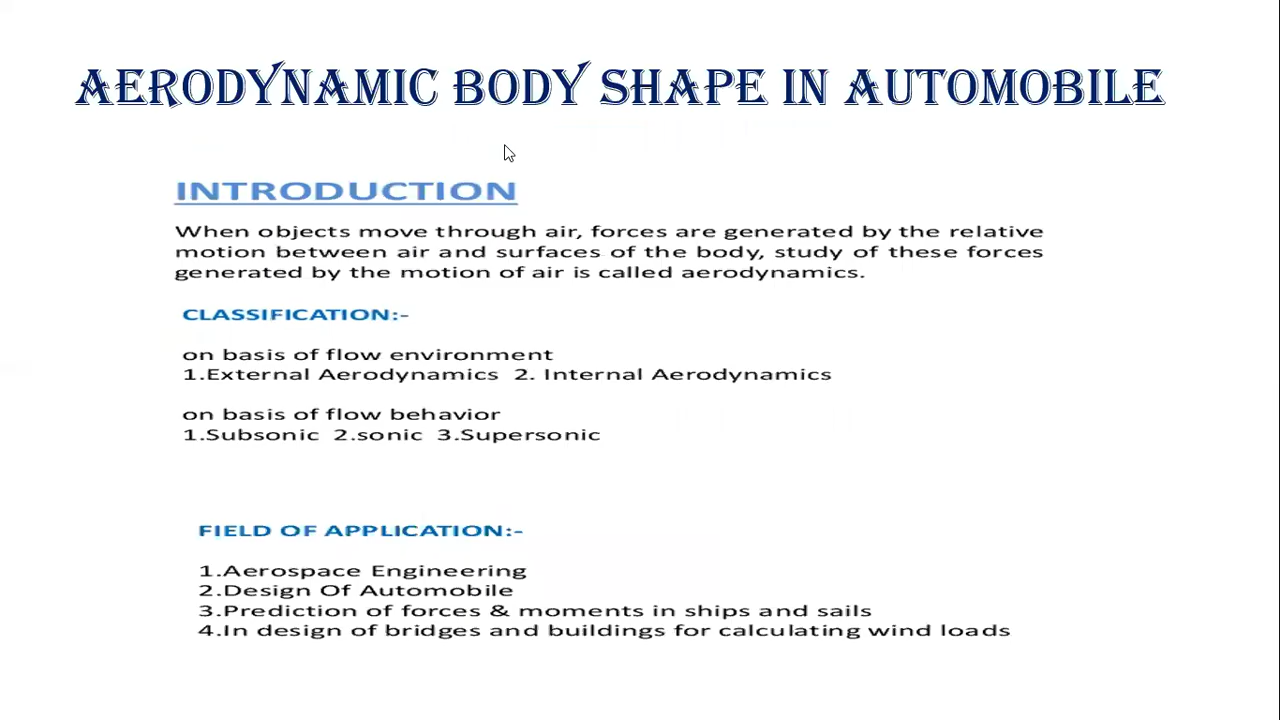 AERODYNAMIC BODY SHAPE IN AUTOMOBILE
INTRODUCTION
When objects move through air, forces are generated by the relative
motion between air and surfaces of the body, study of these forces
generated by the motion of air is called aerodynamics.
CLASSIFICATION:-
on basis of flow environment
1.External Aerodynamics 2. Internal Aerodynamics
on basis of flow behavior
1.Subsonic 2.sonic 3.Supersonic
FIELD OF APPLICATION:-
1.Aerospace Engineering
2.Design Of Automobile
3.Prediction of forces & moments in ships and sails
4.In design of bridges and buildings for calculating wind loads